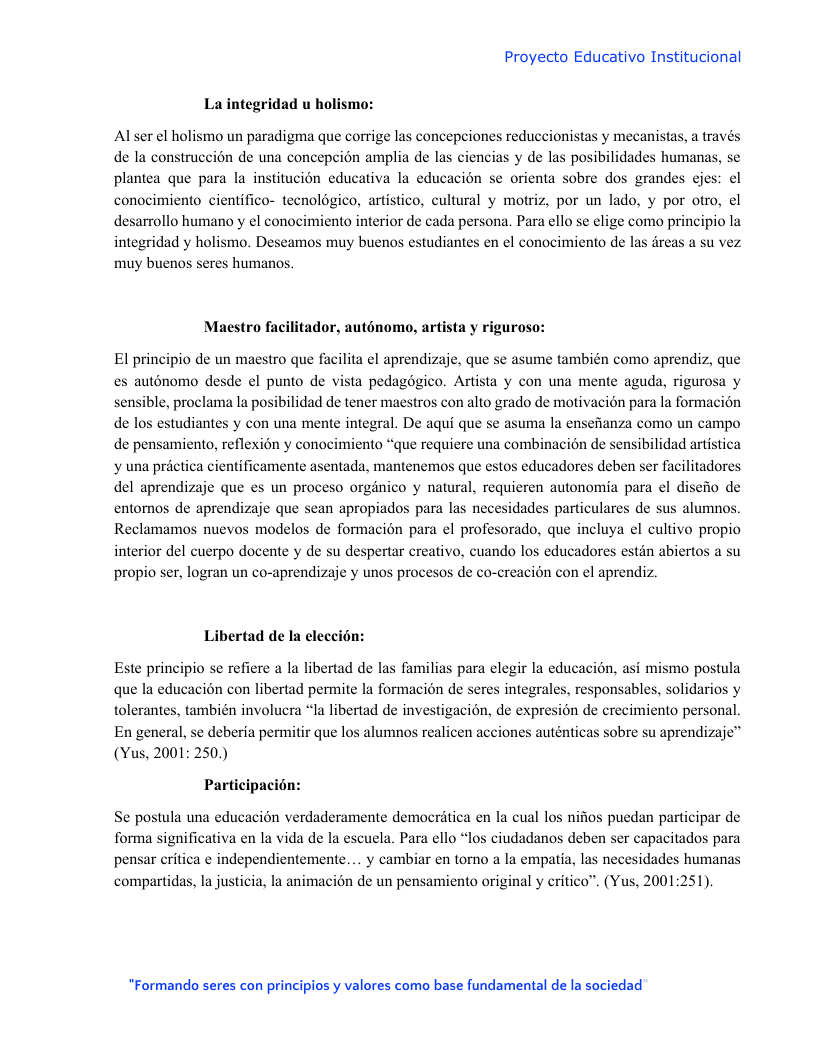 Proyecto Educativo Institucional
La integridad u holismo:
Al ser el holismo un paradigma que corrige las concepciones reduccionistas y mecanistas, a través
de la construcción de una concepción amplia de las ciencias y de las posibilidades humanas, se
plantea que para la institución educativa la educación se orienta sobre dos grandes ejes: el
conocimiento científico- tecnológico, artístico, cultural y motriz, por un lado, y por otro, el
desarrollo humano y el conocimiento interior de cada persona. Para ello se elige como principio la
integridad y holismo. Deseamos muy buenos estudiantes en el conocimiento de las áreas a su vez
muy buenos seres humanos.
Maestro facilitador, autónomo, artista y riguroso:
El principio de un maestro que facilita el aprendizaje, que se asume también como aprendiz, que
es autónomo desde el punto de vista pedagógico. Artista y con una mente aguda, rigurosa y
sensible, proclama la posibilidad de tener maestros con alto grado de motivación para la formación
de los estudiantes y con una mente integral. De aquí que se asuma la enseñanza como un campo
de pensamiento, reflexión y conocimiento “que requiere una combinación de sensibilidad artística
y una práctica científicamente asentada, mantenemos que estos educadores deben ser facilitadores
del aprendizaje que es un proceso orgánico y natural, requieren autonomía para el diseño de
entornos de aprendizaje que sean apropiados para las necesidades particulares de sus alumnos.
Reclamamos nuevos modelos de formación para el profesorado, que incluya el cultivo propio
interior del cuerpo docente y de su despertar creativo, cuando los educadores están abiertos a su
propio ser, logran un co-aprendizaje y unos procesos de co-creación con el aprendiz.
Libertad de la elección:
Este principio se refiere a la libertad de las familias para elegir la educación, así mismo postula
que la educación con libertad permite la formación de seres integrales, responsables, solidarios y
tolerantes, también involucra “la libertad de investigación, de expresión de crecimiento personal.
En general, se debería permitir que los alumnos realicen acciones auténticas sobre su aprendizaje”
(Yus, 2001: 250.)
Participación:
Se postula una educación verdaderamente democrática en la cual los niños puedan participar de
forma significativa en la vida de la escuela. Para ello “los ciudadanos deben ser capacitados para
pensar crítica e independientemente… y cambiar en torno a la empatía, las necesidades humanas
compartidas, la justicia, la animación de un pensamiento original y crítico”. (Yus, 2001:251).
"Formando seres con principios y valores como base fundamental de la sociedad"